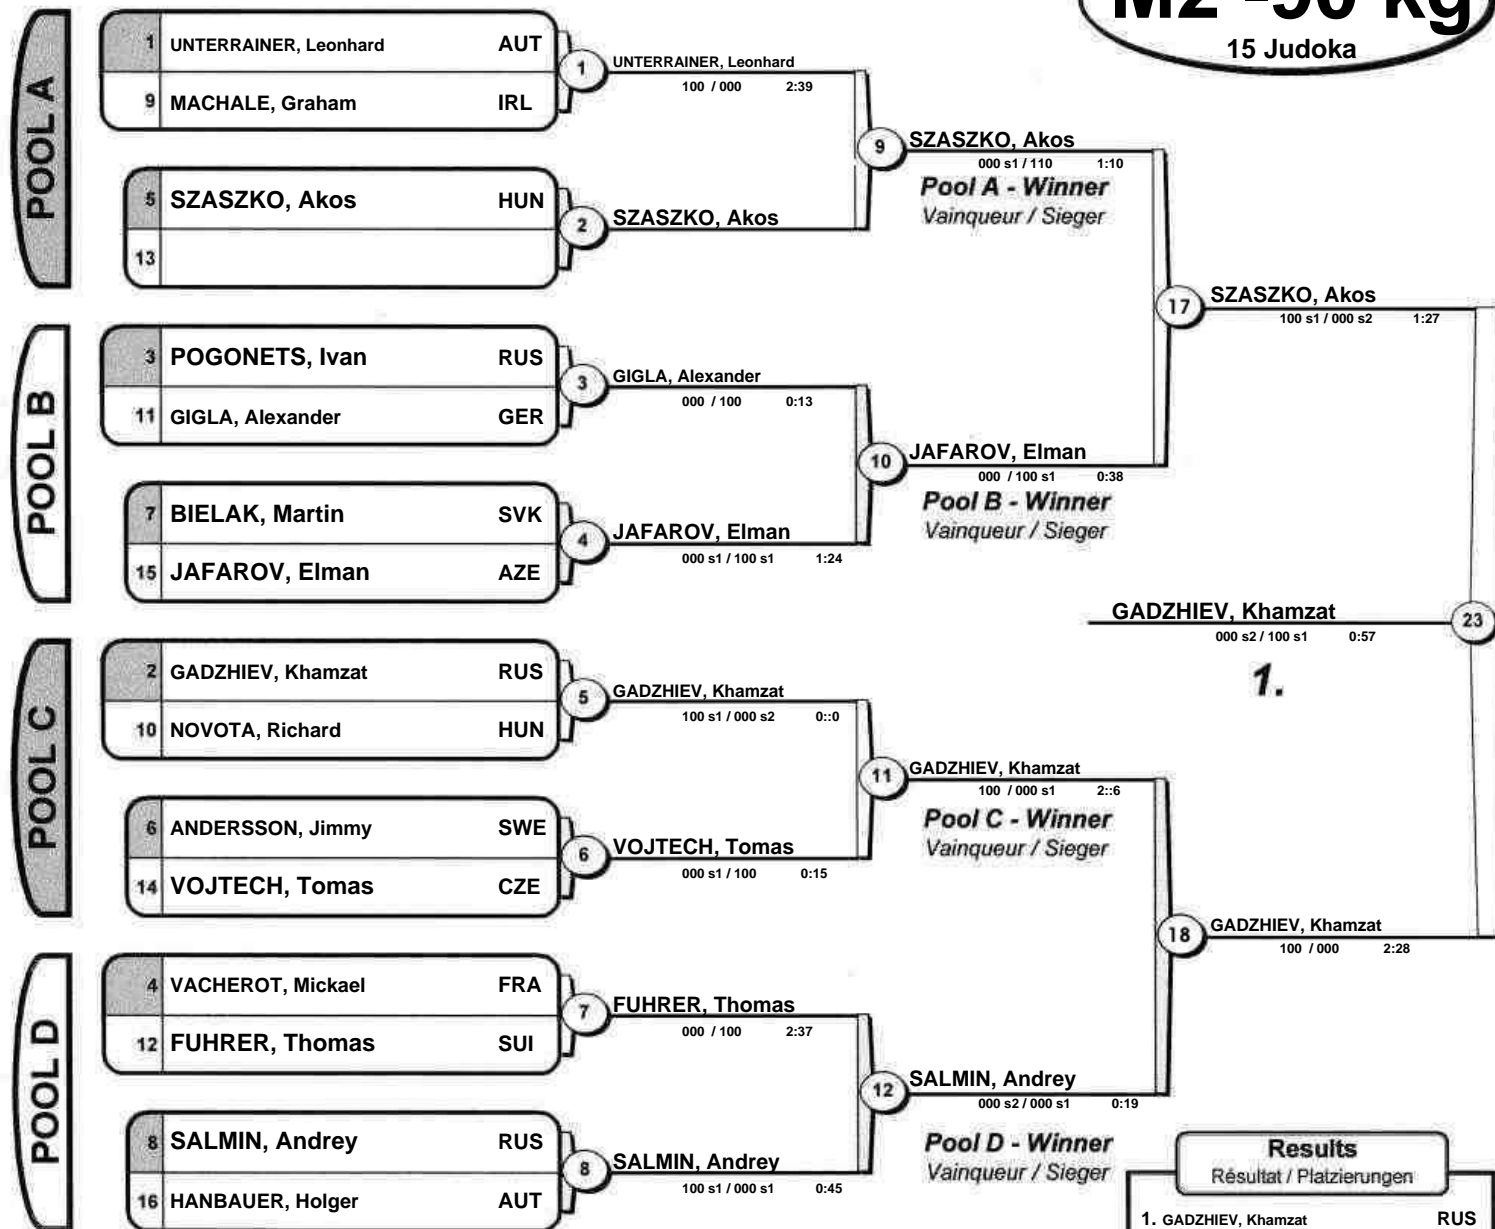 M2 -90 kg
15 Judoka
POOL A
1 UNTERRAINER, Leonhard AUT
9 MACHALE, Graham IRL
1
UNTERRAINER, Leonhard
100 / 000 2:39
5 SZASZKO, Akos HUN
13
2
SZASZKO, Akos
9
SZASZKO, Akos
000 s1 / 110 1:10
Pool A - Winner
Vainqueur / Sieger
POOL B
3 POGONETS, Ivan RUS
11 GIGLA, Alexander GER
3
GIGLA, Alexander
000 / 100 0:13
7 BIELAK, Martin SVK
15 JAFAROV, Elman AZE
4
JAFAROV, Elman
000 s1 / 100 s1 1:24
10
JAFAROV, Elman
000 / 100 s1 0:38
Pool B - Winner
Vainqueur / Sieger
17
SZASZKO, Akos
100 s1 / 000 s2 1:27
GADZHIEV, Khamzat
23
000 s2 / 100 s1 0:57
1.
POOL C
2 GADZHIEV, Khamzat RUS
10 NOVOTA, Richard HUN
5
GADZHIEV, Khamzat
100 s1 / 000 s2 0::0
6 ANDERSSON, Jimmy SWE
14 VOJTECH, Tomas CZE
6
VOJTECH, Tomas
000 s1 / 100 0:15
11
GADZHIEV, Khamzat
100 / 000 s1 2::6
Pool C - Winner
Vainqueur / Sieger
18
GADZHIEV, Khamzat
100 / 000 2:28
POOL D
4 VACHEROT, Mickael FRA
12 FUHRER, Thomas SUI
7
FUHRER, Thomas
000 / 100 2:37
8 SALMIN, Andrey RUS
16 HANBAUER, Holger AUT
8
SALMIN, Andrey
100 s1 / 000 s1 0:45
12
SALMIN, Andrey
000 s2 / 000 s1 0:19
Pool D - Winner
Vainqueur / Sieger
Results
Résultat / Platzierungen
1. GADZHIEV, Khamzat RUS